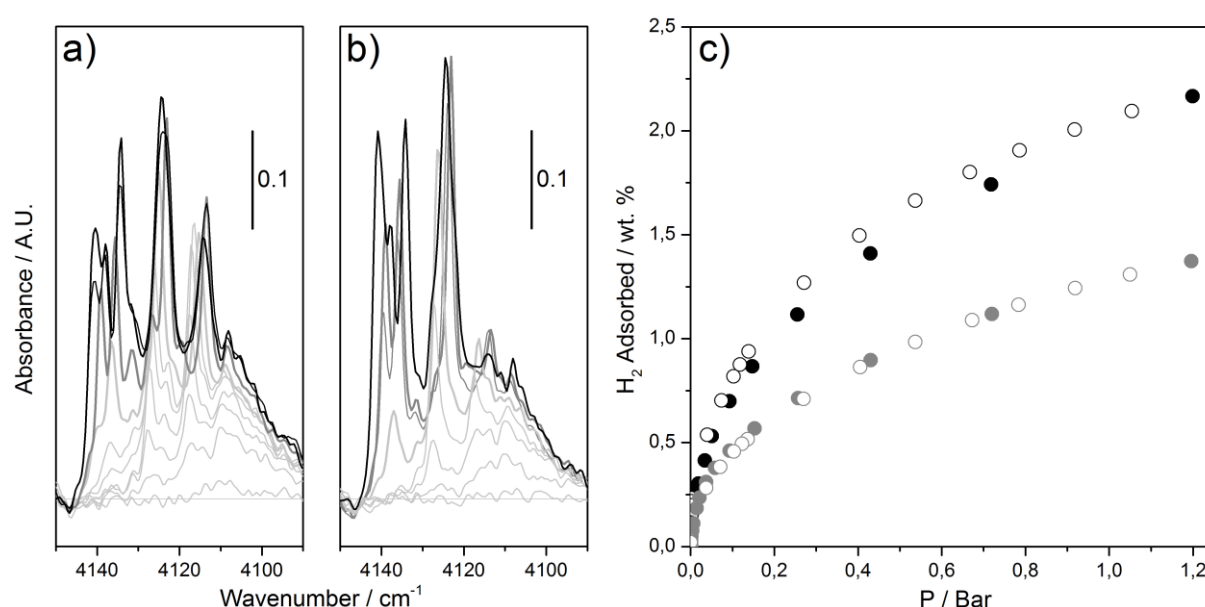 a)
0.1
Absorbance / A.U.
4140 4120 4100
b)
0.1
4140 4120 4100
Wavenumber / cm⁻¹
c)
2,5
2,0
1,5
1,0
0,5
0,0
H₂ Adsorbed / wt. %
0,0 0,2 0,4 0,6 0,8 1,0 1,2
P / Bar